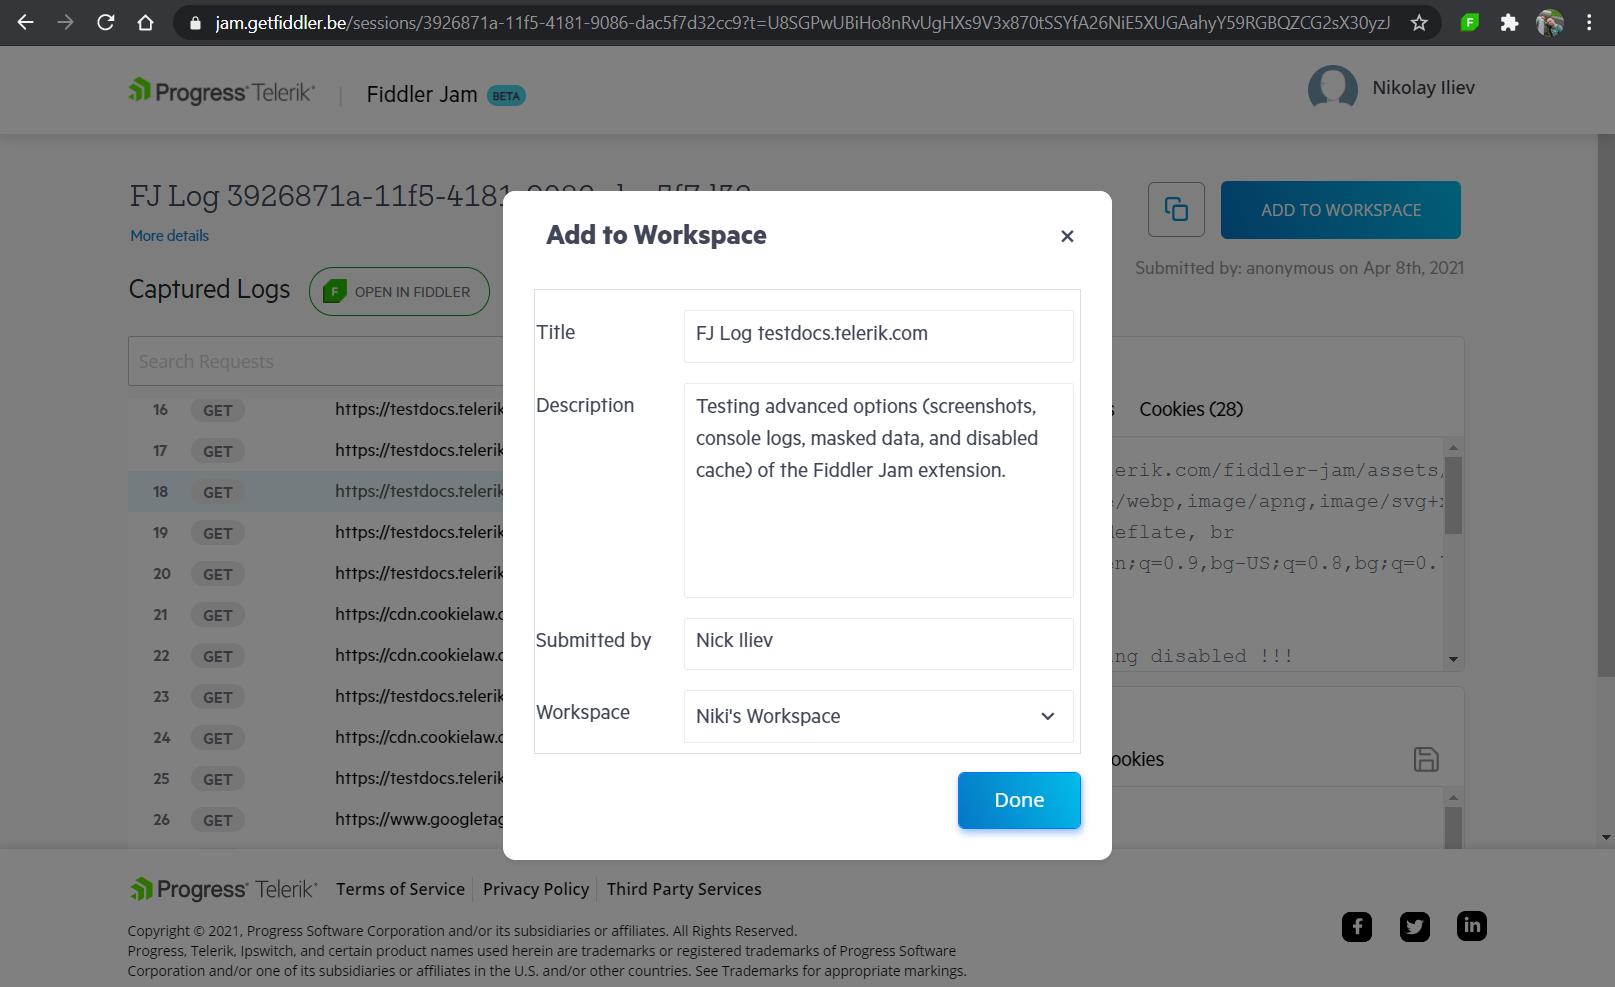 jam.getfiddler.be/sessions/3926871a-11f5-4181-9086-dac5f7d32cc9?t=U8SGPwUBiHo8nRvUgHXs9V3x870tSSYfA26NiE5XUGAahyY59RGBQZCG2sX30yzJ
Progress Telerik
Fiddler Jam BETA
Nikolay Iliev
FJ Log 3926871a-11f5-4181-
More details
ADD TO WORKSPACE
Submitted by: anonymous on Apr 8th, 2021
Captured Logs
F OPEN IN FIDDLER
Search Requests
16 GET https://testdocs.telerik
17 GET https://testdocs.telerik
18 GET https://testdocs.telerik
19 GET https://testdocs.telerik
20 GET https://testdocs.telerik
21 GET https://cdn.cookielaw.c
22 GET https://cdn.cookielaw.c
23 GET https://testdocs.telerik
24 GET https://cdn.cookielaw.c
25 GET https://testdocs.telerik
26 GET https://www.googletag
Add to Workspace
Title
FJ Log testdocs.telerik.com
Description
Testing advanced options (screenshots,
console logs, masked data, and disabled
cache) of the Fiddler Jam extension.
Submitted by
Nick Iliev
Workspace
Niki's Workspace
Done
s Cookies (28)
lerik.com/fiddler-jam/assets/
/webp,image/apng,image/svg+x
deflate, br
n;q=0.9,bg-US;q=0.8,bg;q=0.7
ng disabled !!!
ookies
Progress Telerik
Terms of Service
Privacy Policy
Third Party Services
Copyright © 2021, Progress Software Corporation and/or its subsidiaries or affiliates. All Rights Reserved.
Progress, Telerik, Ipswitch, and certain product names used herein are trademarks or registered trademarks of Progress Software
Corporation and/or one of its subsidiaries or affiliates in the U.S. and/or other countries. See Trademarks for appropriate markings.